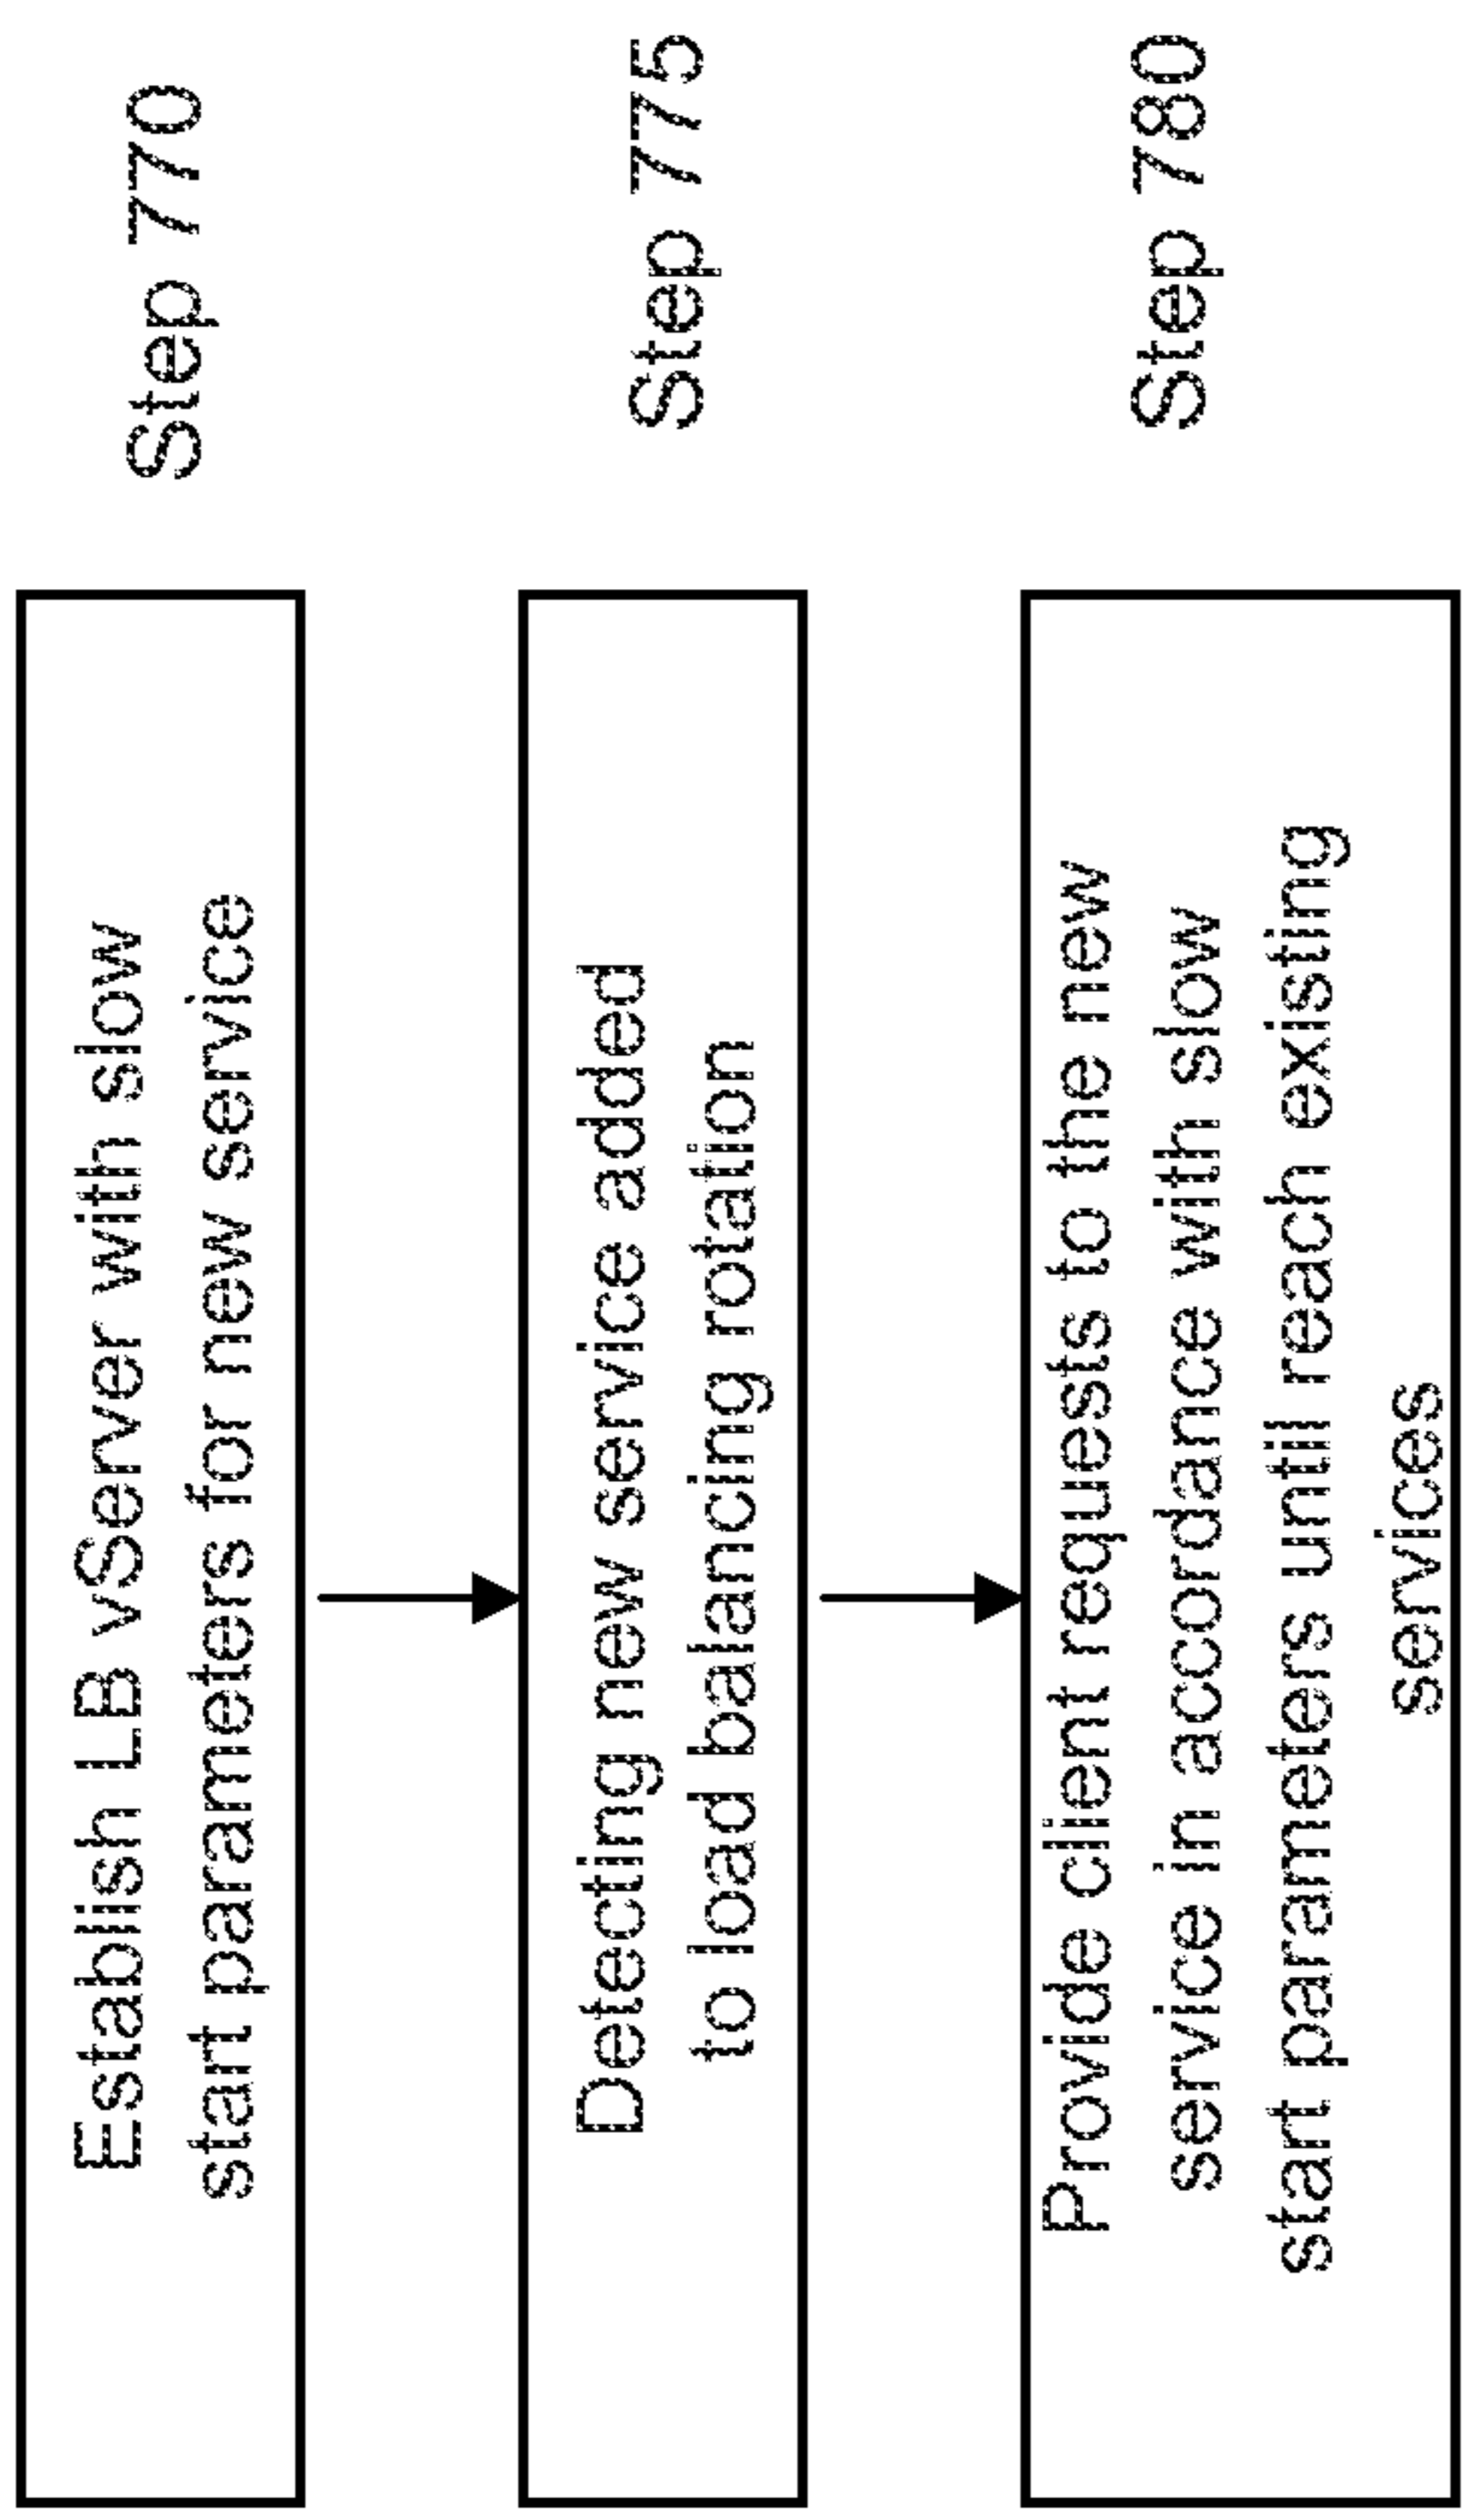 Establish LB vServer with slow
start parameters for new service
Step 770
Detecting new service added
to load balancing rotation
Step 775
Provide client requests to the new
service in accordance with slow
start parameters until reach existing
services
Step 780